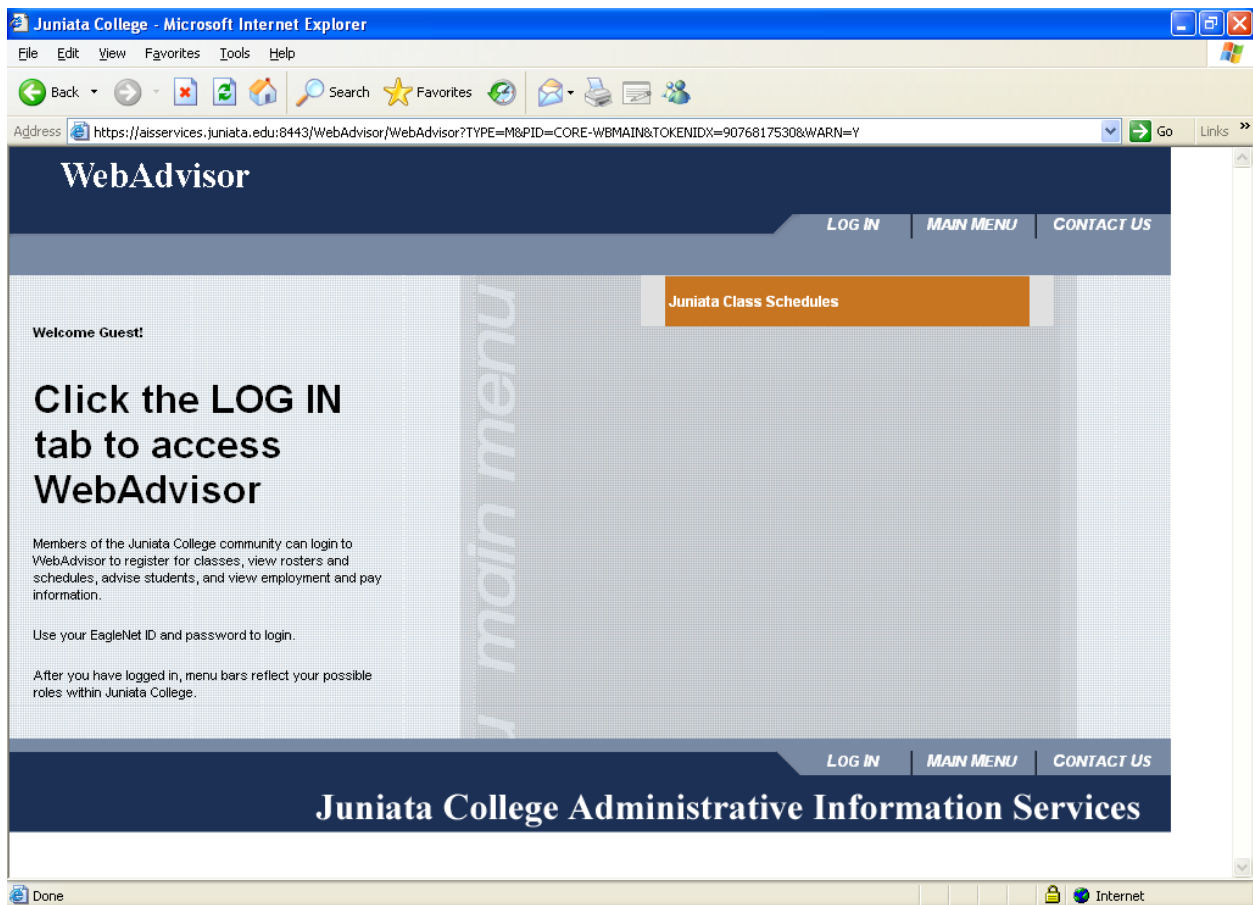 Juniata College - Microsoft Internet Explorer
File Edit View Favorites Tools Help
Back Search Favorites
Address https://aisservices.juniata.edu:8443/WebAdvisor/WebAdvisor?TYPE=M&PID=CORE-WBMAIN&TOKENIDX=9076817530&WARN=Y Go Links »
WebAdvisor
LOG IN MAIN MENU CONTACT US
Juniata Class Schedules
Welcome Guest!
Click the LOG IN
tab to access
WebAdvisor
Members of the Juniata College community can login to
WebAdvisor to register for classes, view rosters and
schedules, advise students, and view employment and pay
information.
Use your EagleNet ID and password to login.
After you have logged in, menu bars reflect your possible
roles within Juniata College.
main menu
LOG IN MAIN MENU CONTACT US
Juniata College Administrative Information Services
Done Internet